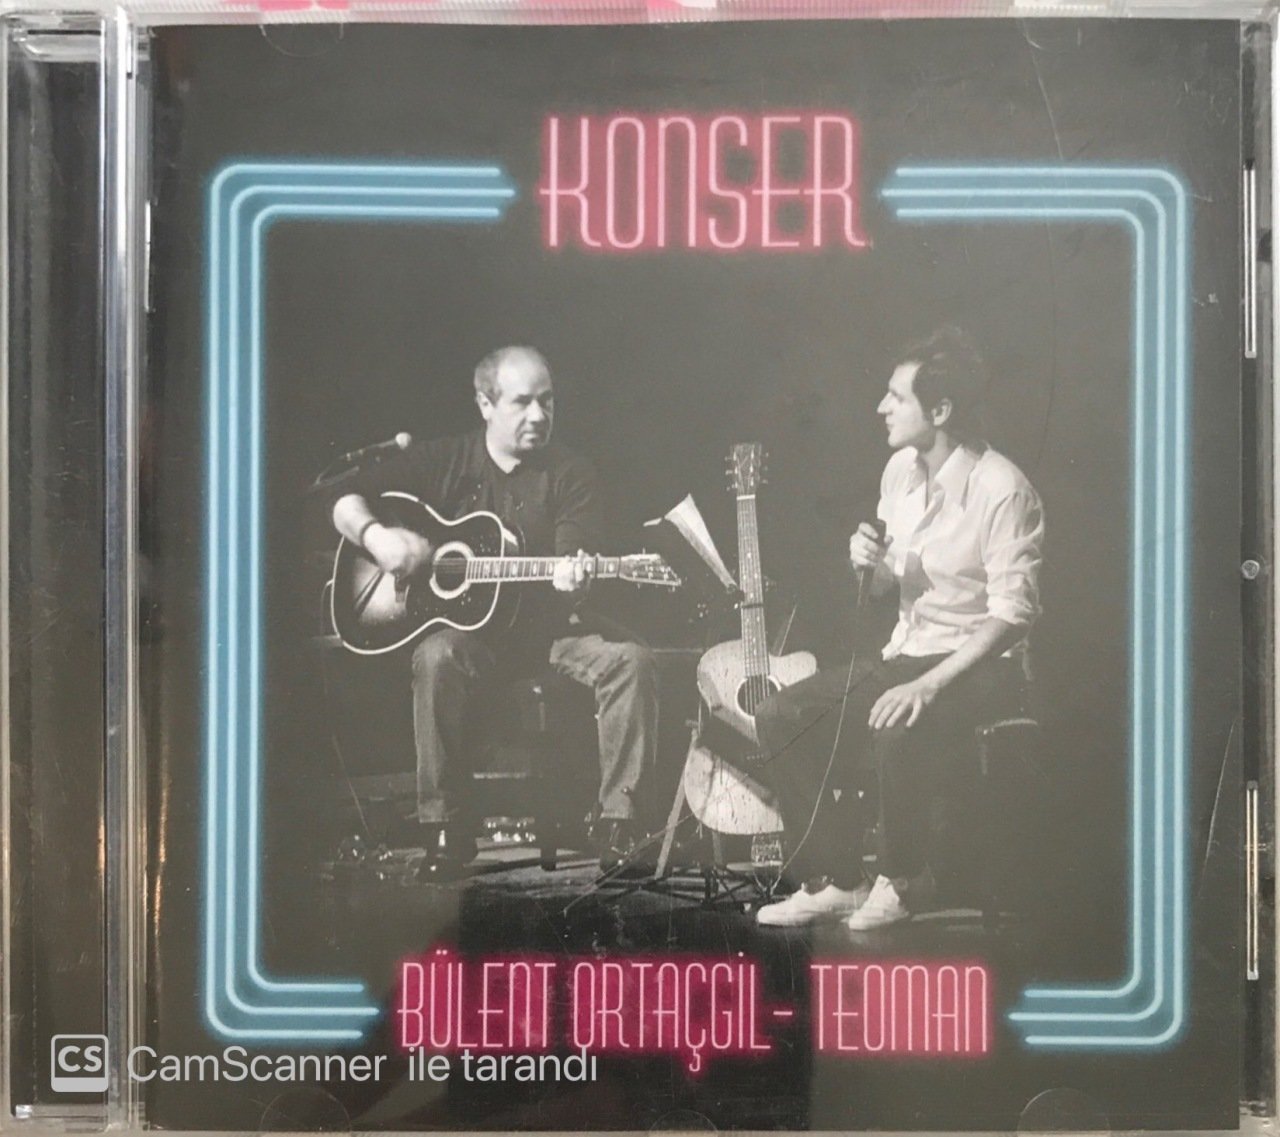 KONSER
BÜLENT ORTAÇGİL - TEOMAN
CS CamScanner ile tarandı